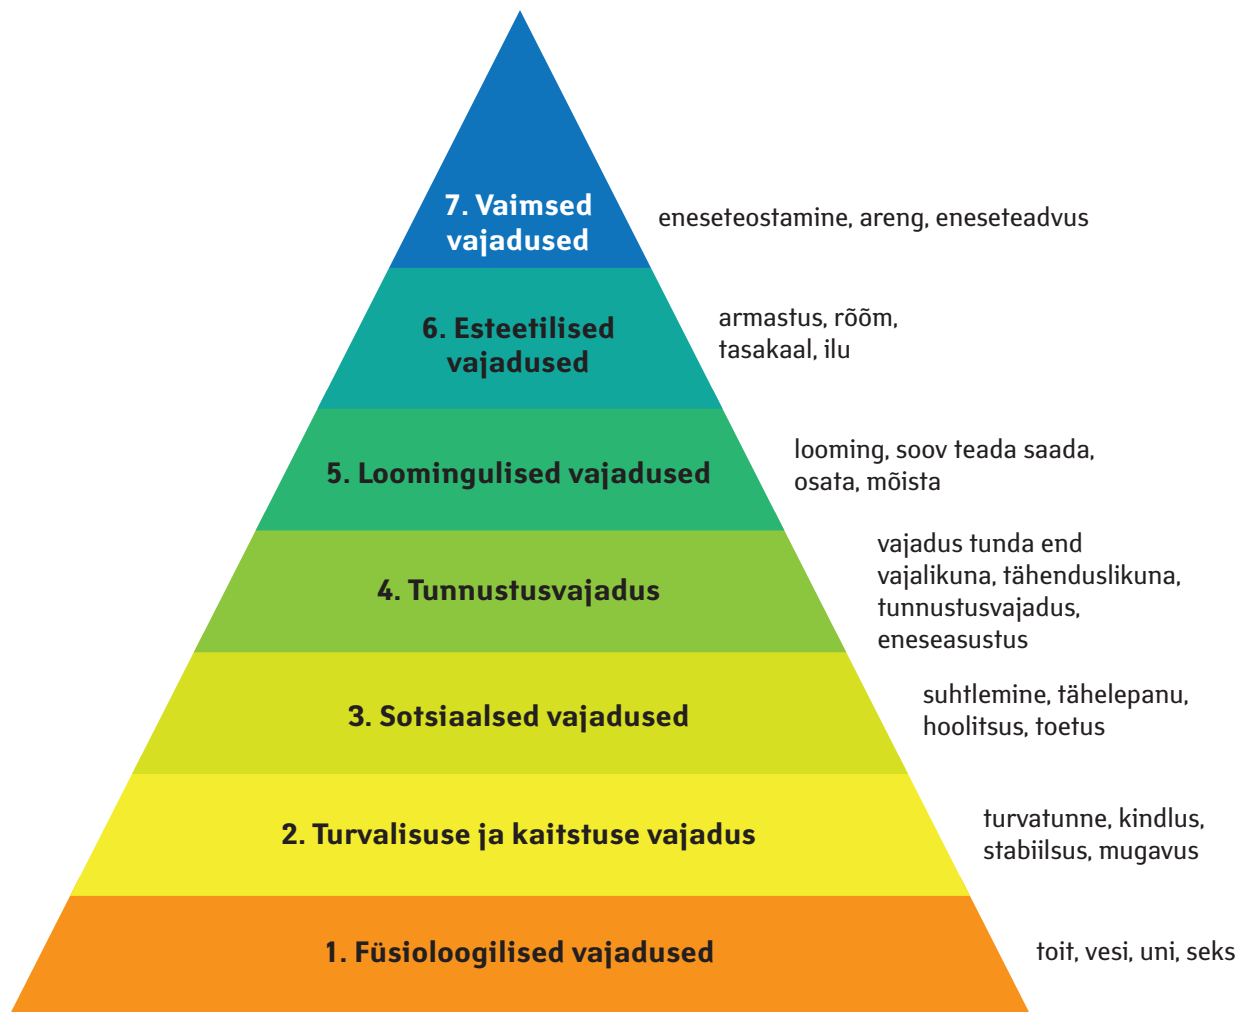 7. Vaimsed
vajadused
eneseteostamine, areng, eneseteadvus
6. Esteetilised
vajadused
armastus, rõõm,
tasakaal, ilu
5. Loomingulised vajadused
looming, soov teada saada,
osata, mõista
4. Tunnustusvajadus
vajadus tunda end
vajalikuna, tähenduslikuna,
tunnustusvajadus,
eneseasustus
3. Sotsiaalsed vajadused
suhtlemine, tähelepanu,
hoolitsus, toetus
2. Turvalisuse ja kaitstuse vajadus
turvatunne, kindlus,
stabiilsus, mugavus
1. Füsioloogilised vajadused
toit, vesi, uni, seks